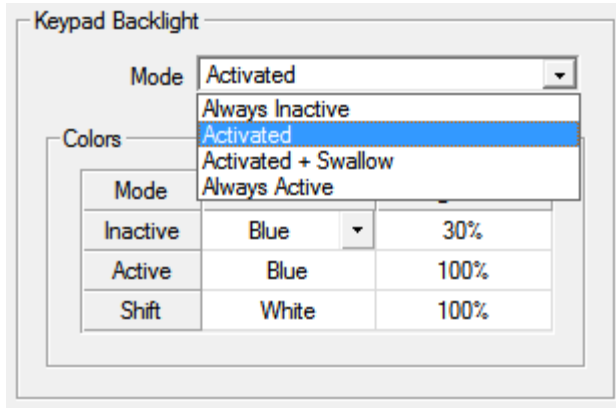 Keypad Backlight
Mode Activated
Always Inactive
Activated
Activated + Swallow
Always Active
Colors
Mode
Inactive Blue 30%
Active Blue 100%
Shift White 100%